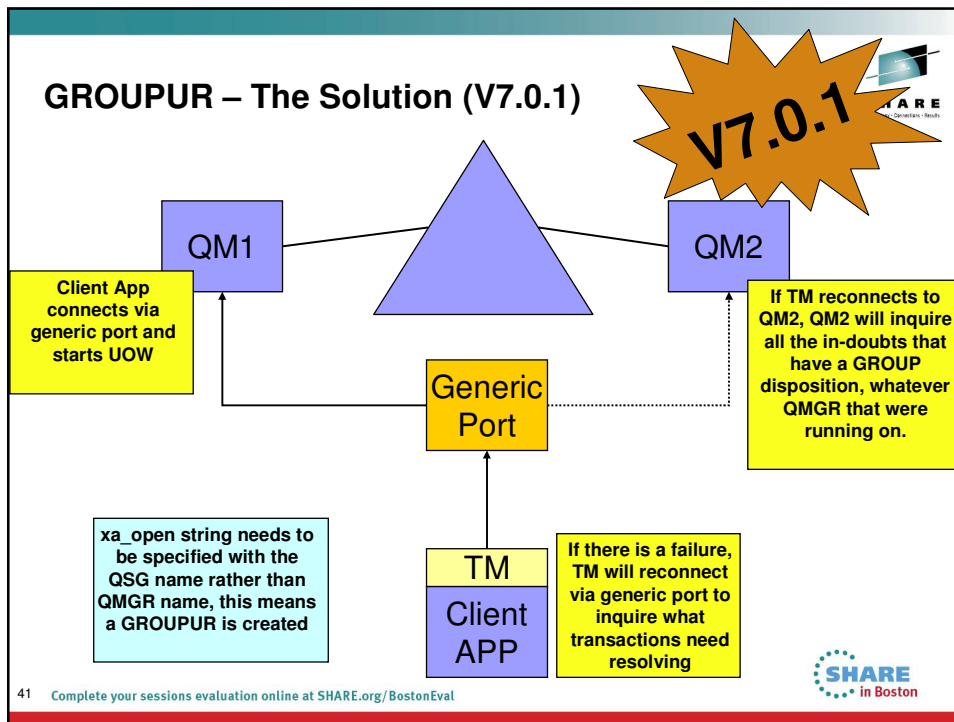 GROUPUR – The Solution (V7.0.1)
V7.0.1
HARE
QM1
QM2
Client App
connects via
generic port and
starts UOW
If TM reconnects to
QM2, QM2 will inquire
all the in-doubts that
have a GROUP
disposition, whatever
QMGR that were
running on.
Generic
Port
xa_open string needs to
be specified with the
QSG name rather than
QMGR name, this means
a GROUPUR is created
TM
Client
APP
If there is a failure,
TM will reconnect
via generic port to
inquire what
transactions need
resolving
41 Complete your sessions evaluation online at SHARE.org/BostonEval
SHARE
in Boston